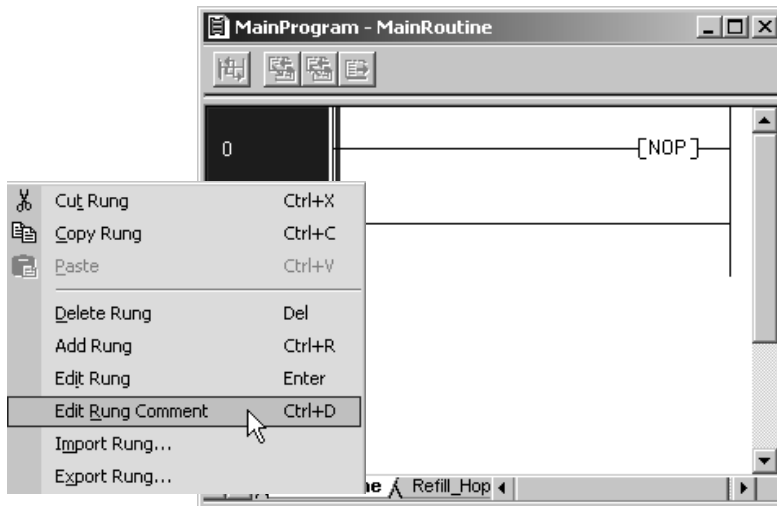 MainProgram - MainRoutine
0
[NOP]
Cut Rung Ctrl+X
Copy Rung Ctrl+C
Paste Ctrl+V
Delete Rung Del
Add Rung Ctrl+R
Edit Rung Enter
Edit Rung Comment Ctrl+D
Import Rung...
Export Rung...
Refill_Hop